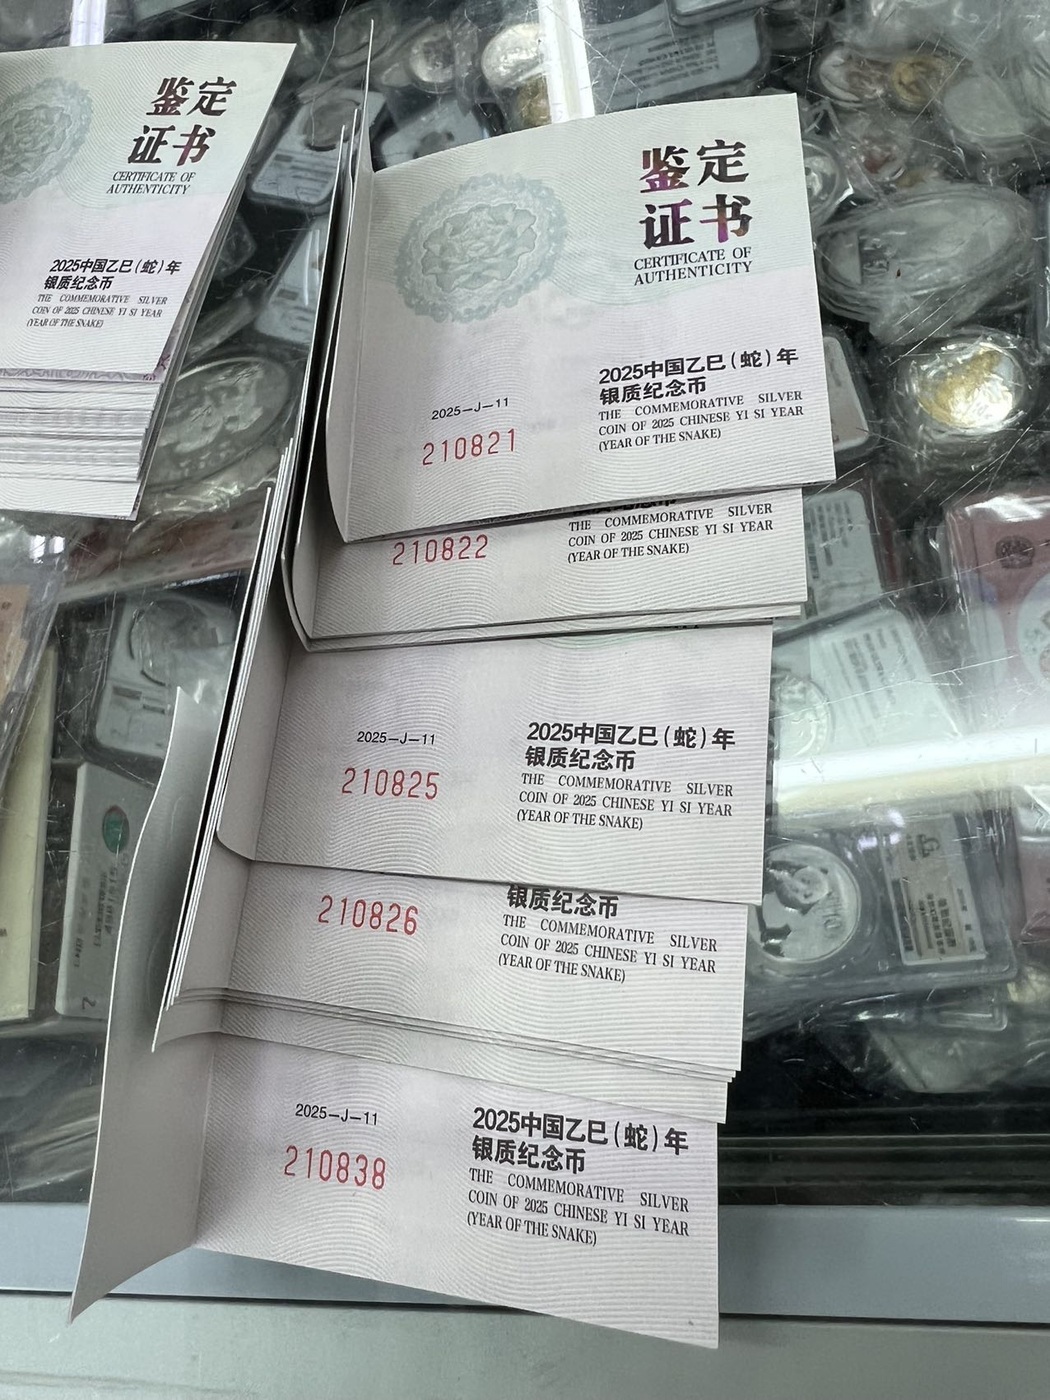 鉴定
证书
CERTIFICATE OF
AUTHENTICITY
2025中国乙巳（蛇）年
银质纪念币
THE COMMEMORATIVE SILVER
COIN OF 2025 CHINESE YI SI YEAR
(YEAR OF THE SNAKE)
鉴定
证书
CERTIFICATE OF
AUTHENTICITY
2025中国乙巳（蛇）年
银质纪念币
THE COMMEMORATIVE SILVER
COIN OF 2025 CHINESE YI SI YEAR
(YEAR OF THE SNAKE)
2025-J-11
210821
THE COMMEMORATIVE SILVER
COIN OF 2025 CHINESE YI SI YEAR
(YEAR OF THE SNAKE)
210822
2025-J-11
210825
2025中国乙巳（蛇）年
银质纪念币
THE COMMEMORATIVE SILVER
COIN OF 2025 CHINESE YI SI YEAR
(YEAR OF THE SNAKE)
210826
银质纪念币
THE COMMEMORATIVE SILVER
COIN OF 2025 CHINESE YI SI YEAR
(YEAR OF THE SNAKE)
2025-J-11
210838
2025中国乙巳（蛇）年
银质纪念币
THE COMMEMORATIVE SILVER
COIN OF 2025 CHINESE YI SI YEAR
(YEAR OF THE SNAKE)